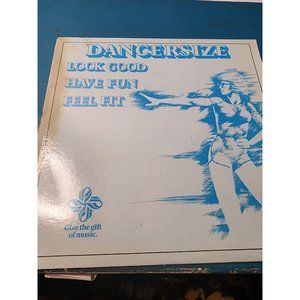 DANCERSIZE
LOOK GOOD
HAVE FUN
FEEL FIT
Give the gift
of music.